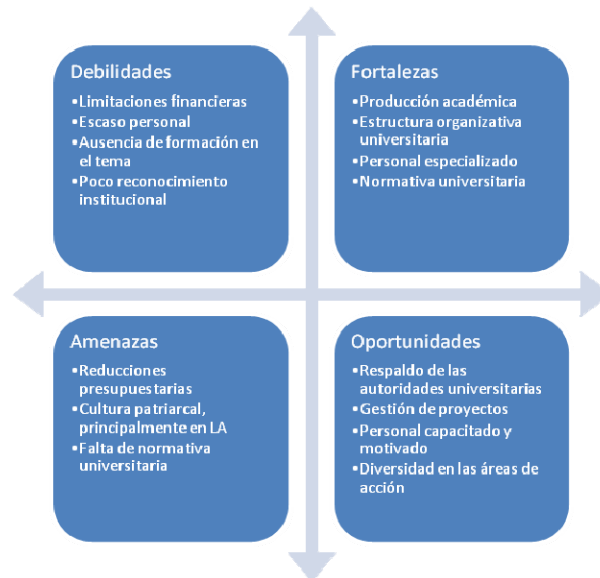 Debilidades
•Limitaciones financieras
•Escaso personal
•Ausencia de formación en
el tema
•Poco reconocimiento
institucional
Fortalezas
•Producción académica
•Estructura organizativa
universitaria
•Personal especializado
•Normativa universitaria
Amenazas
•Reducciones
presupuestarias
•Cultura patriarcal,
principalmente en LA
•Falta de normativa
universitaria
Oportunidades
•Respaldo de las
autoridades universitarias
•Gestión de proyectos
•Personal capacitado y
motivado
•Diversidad en las áreas de
acción